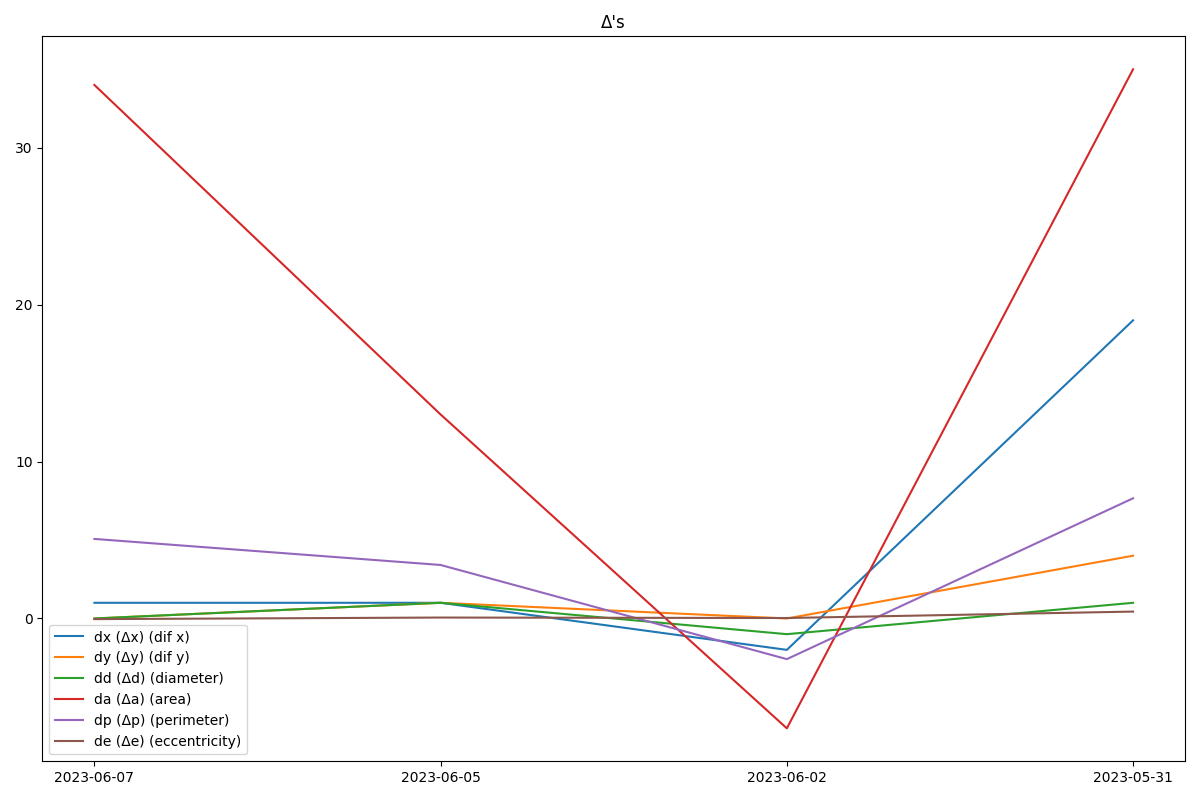 Δ's
30
20
10
0
dx (Δx) (dif x)
dy (Δy) (dif y)
dd (Δd) (diameter)
da (Δa) (area)
dp (Δp) (perimeter)
de (Δe) (eccentricity)
2023-06-07 2023-06-05 2023-06-02 2023-05-31